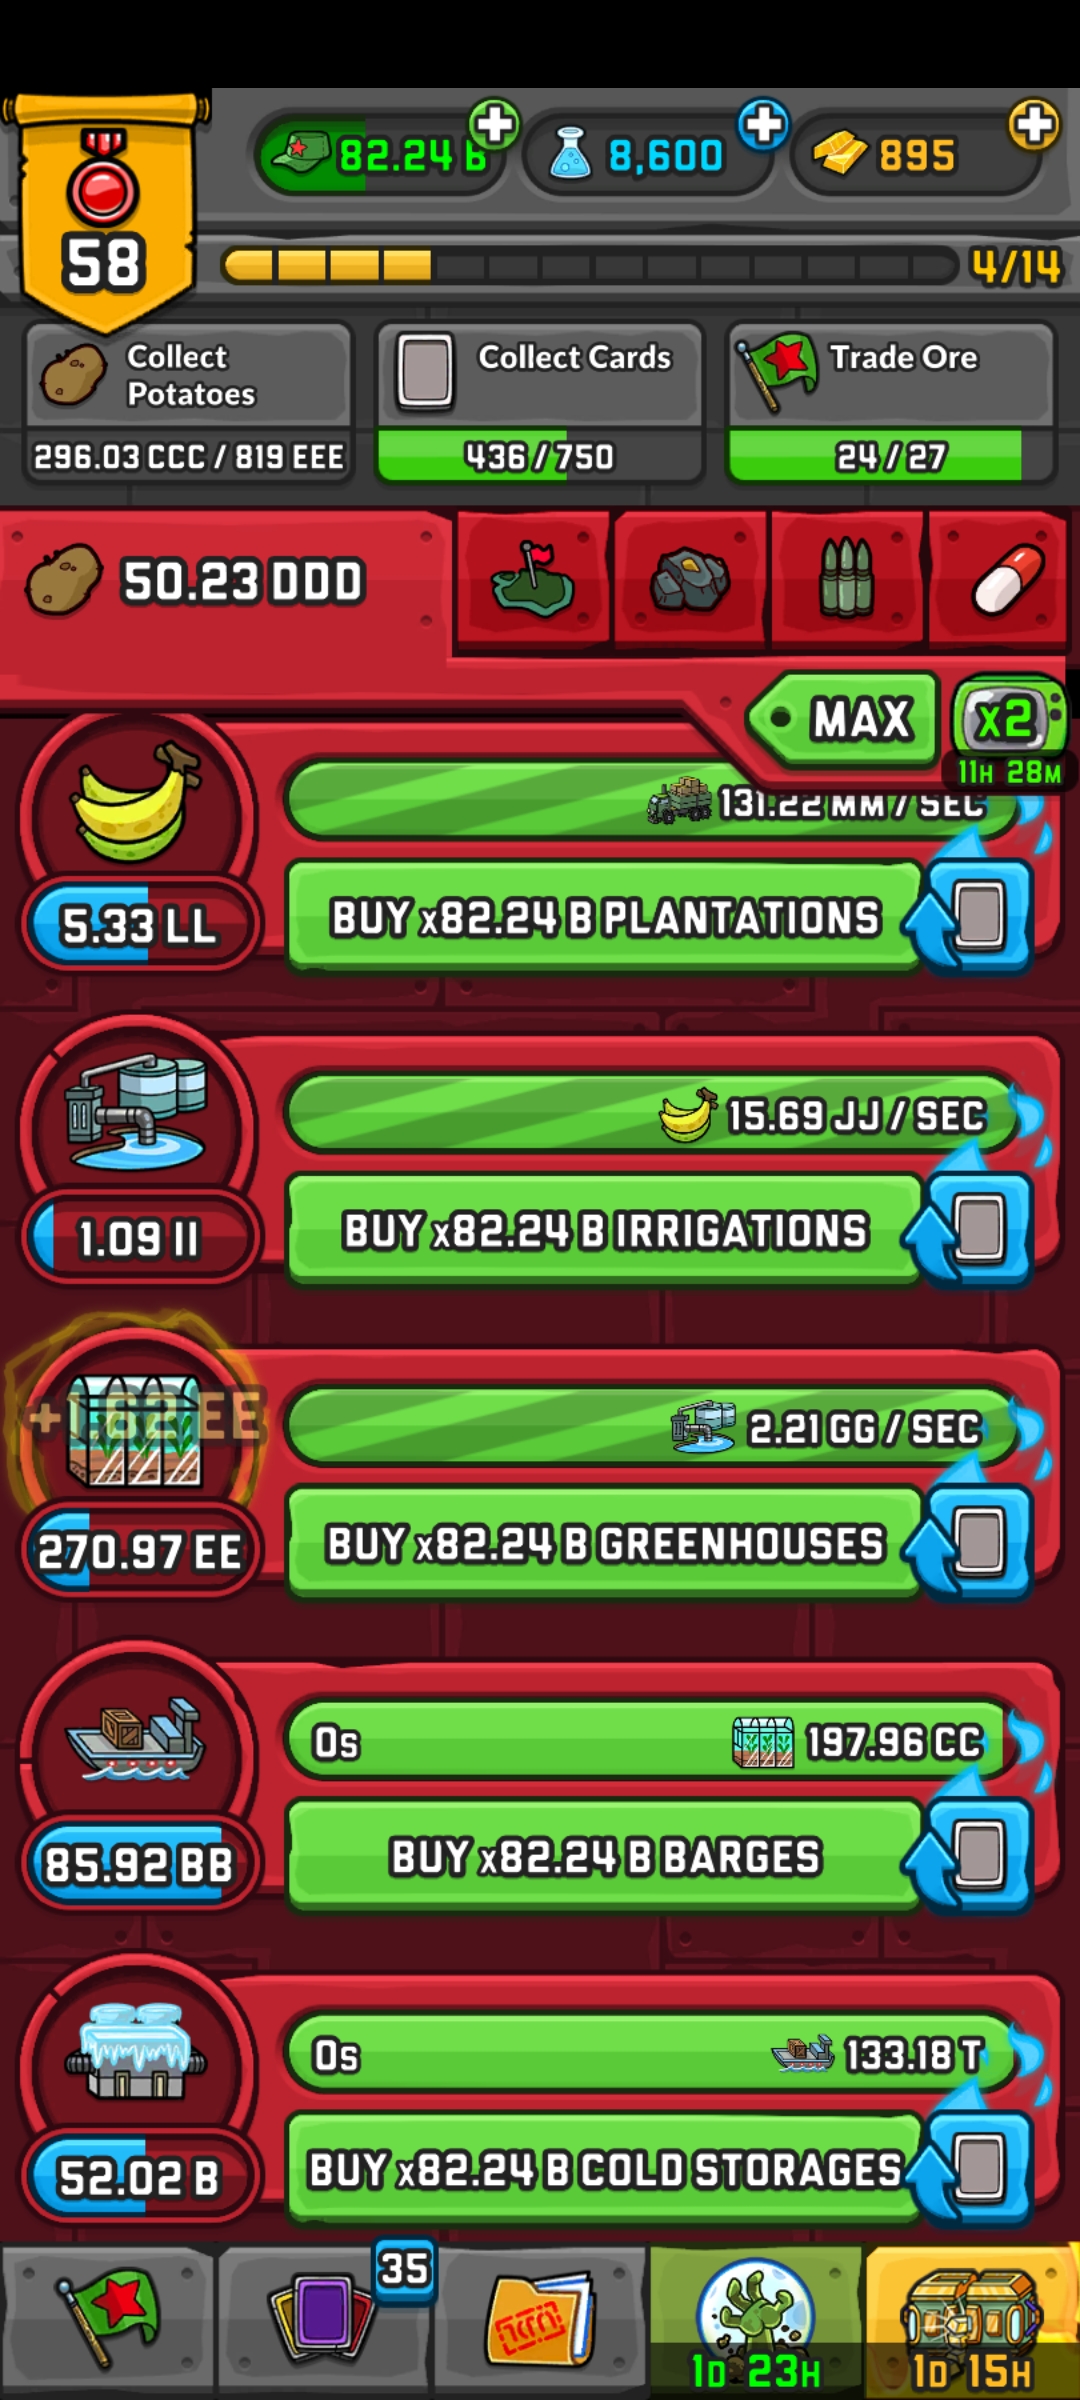 82.24 B
8,600
895
58
4/14
Collect
Potatoes
296.03 CCC / 819 EEE
Collect Cards
436 / 750
Trade Ore
24 / 27
50.23 DDD
MAX
x2
11H 28M
131.22 MM / SEC
5.33 LL
BUY x82.24 B PLANTATIONS
15.69 JJ / SEC
1.09 II
BUY x82.24 B IRRIGATIONS
+1.62 EE
2.21 GG / SEC
270.97 EE
BUY x82.24 B GREENHOUSES
0s
197.96 CC
85.92 BB
BUY x82.24 B BARGES
0s
133.18 T
52.02 B
BUY x82.24 B COLD STORAGES
35
1D 23H
1D 15H